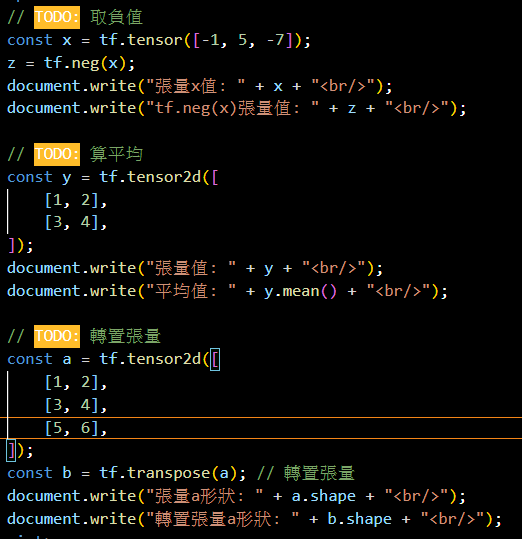 // TODO: 取負值
const x = tf.tensor([-1, 5, -7]);
z = tf.neg(x);
document.write("張量x值: " + x + "<br/>");
document.write("tf.neg(x)張量值: " + z + "<br/>");
// TODO: 算平均
const y = tf.tensor2d([
[1, 2],
[3, 4],
]);
document.write("張量值: " + y + "<br/>");
document.write("平均值: " + y.mean() + "<br/>");
// TODO: 轉置張量
const a = tf.tensor2d([
[1, 2],
[3, 4],
[5, 6],
]);
const b = tf.transpose(a); // 轉置張量
document.write("張量a形狀: " + a.shape + "<br/>");
document.write("轉置張量a形狀: " + b.shape + "<br/>");